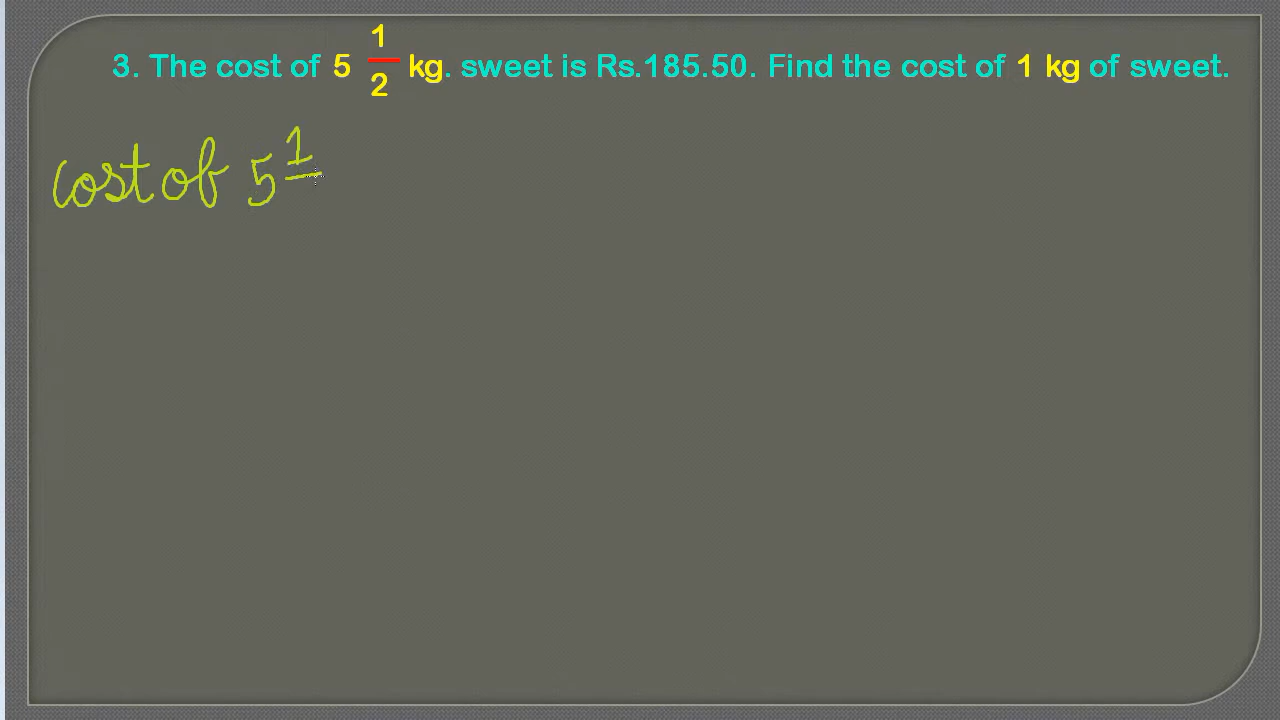 3. The cost of 5 1/2 kg. sweet is Rs.185.50. Find the cost of 1 kg of sweet.
cost of 5 1